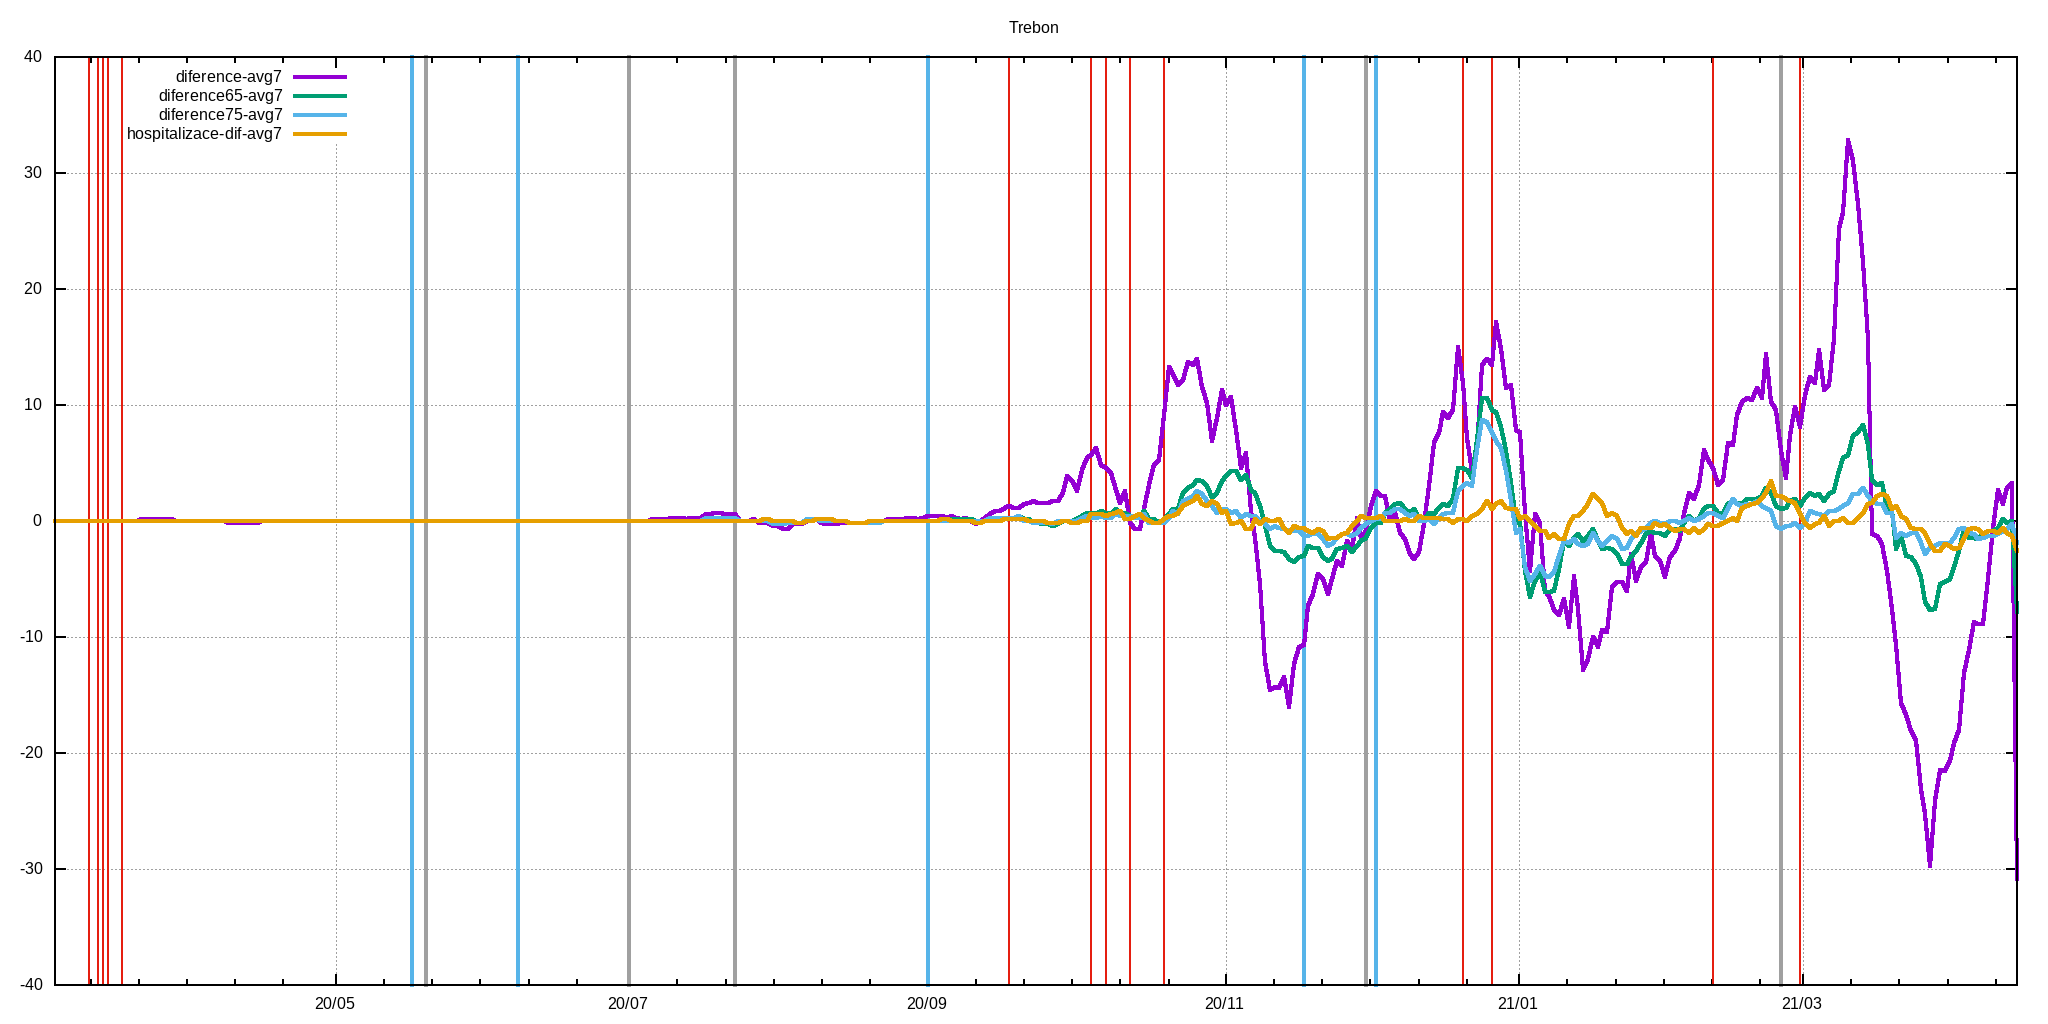 Trebon
diference-avg7
diference65-avg7
diference75-avg7
hospitalizace-dif-avg7
40
30
20
10
0
-10
-20
-30
-40
20/05 20/07 20/09 20/11 21/01 21/03